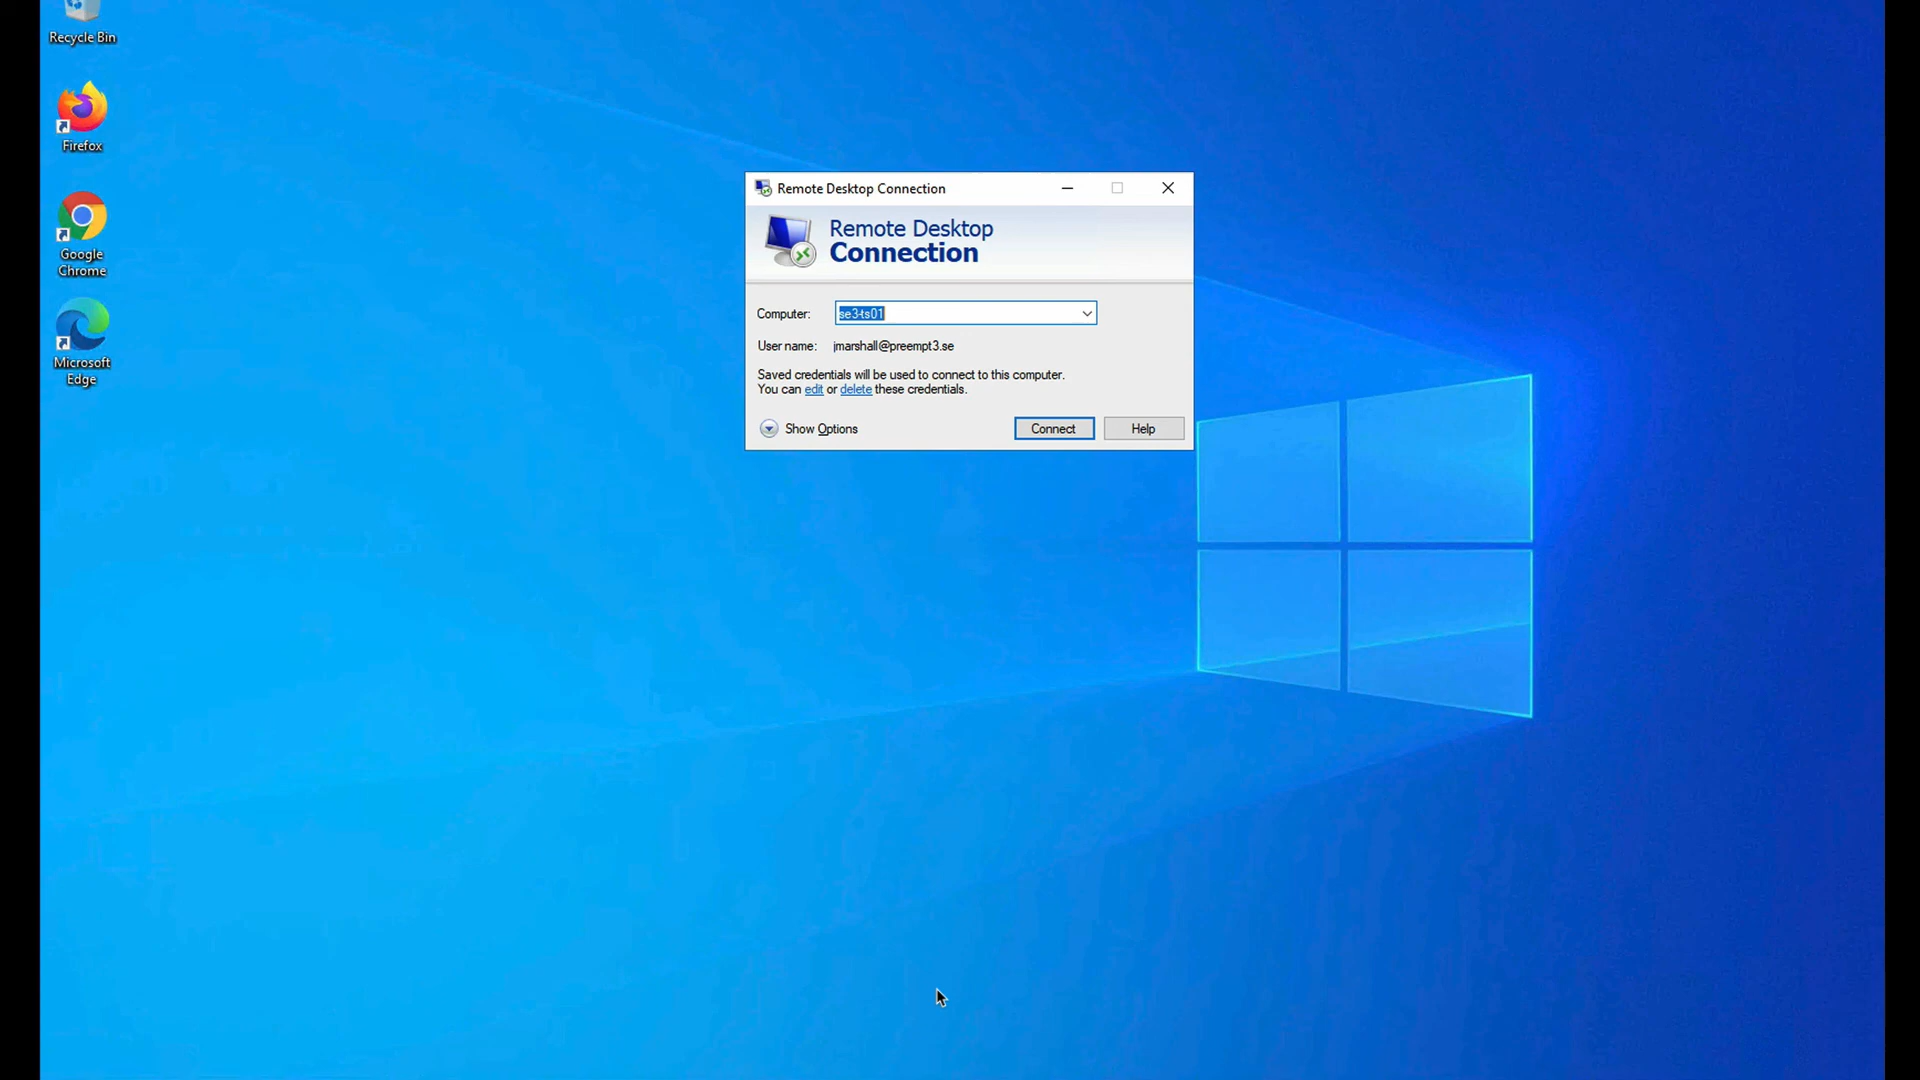 Recycle Bin
Firefox
Google
Chrome
Microsoft
Edge
Remote Desktop Connection
Remote Desktop
Connection
Computer: se3-ts01
User name: jmarshall@preempt3.se
Saved credentials will be used to connect to this computer.
You can edit or delete these credentials.
Show Options Connect Help